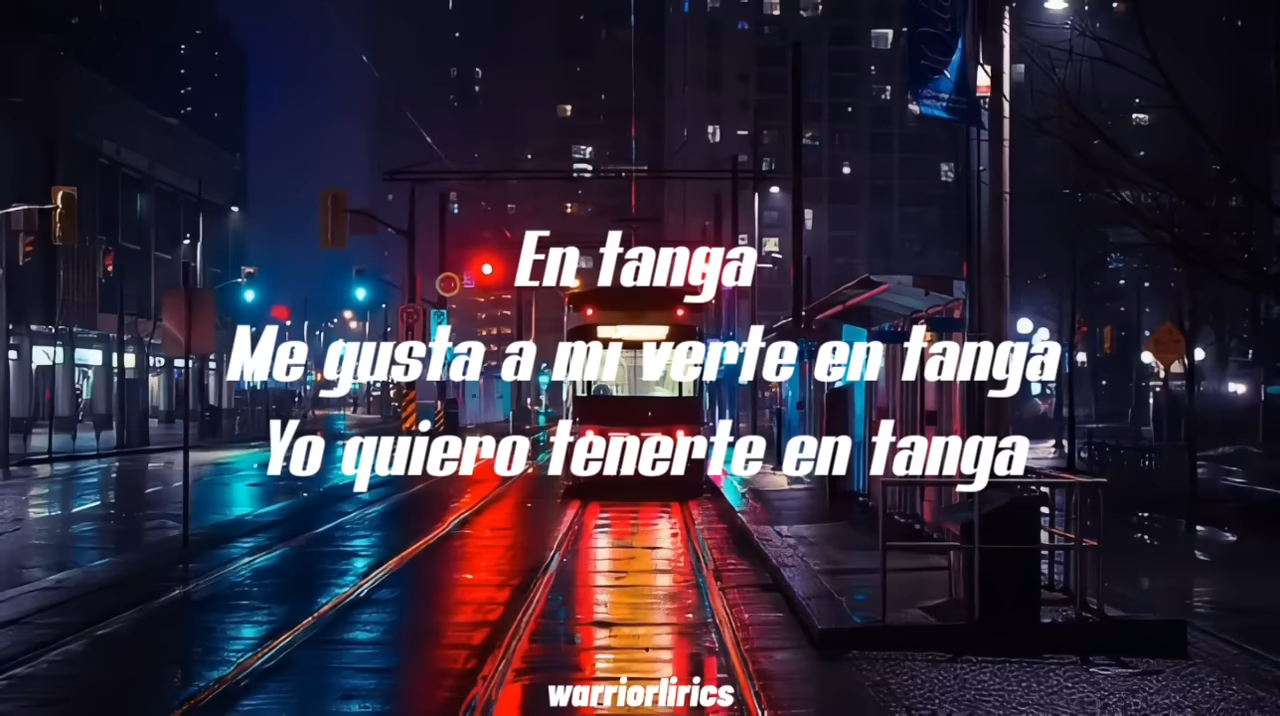 En tanga
Me gusta a mi verte en tanga
Yo quiero tenerte en tanga
warriorlirics